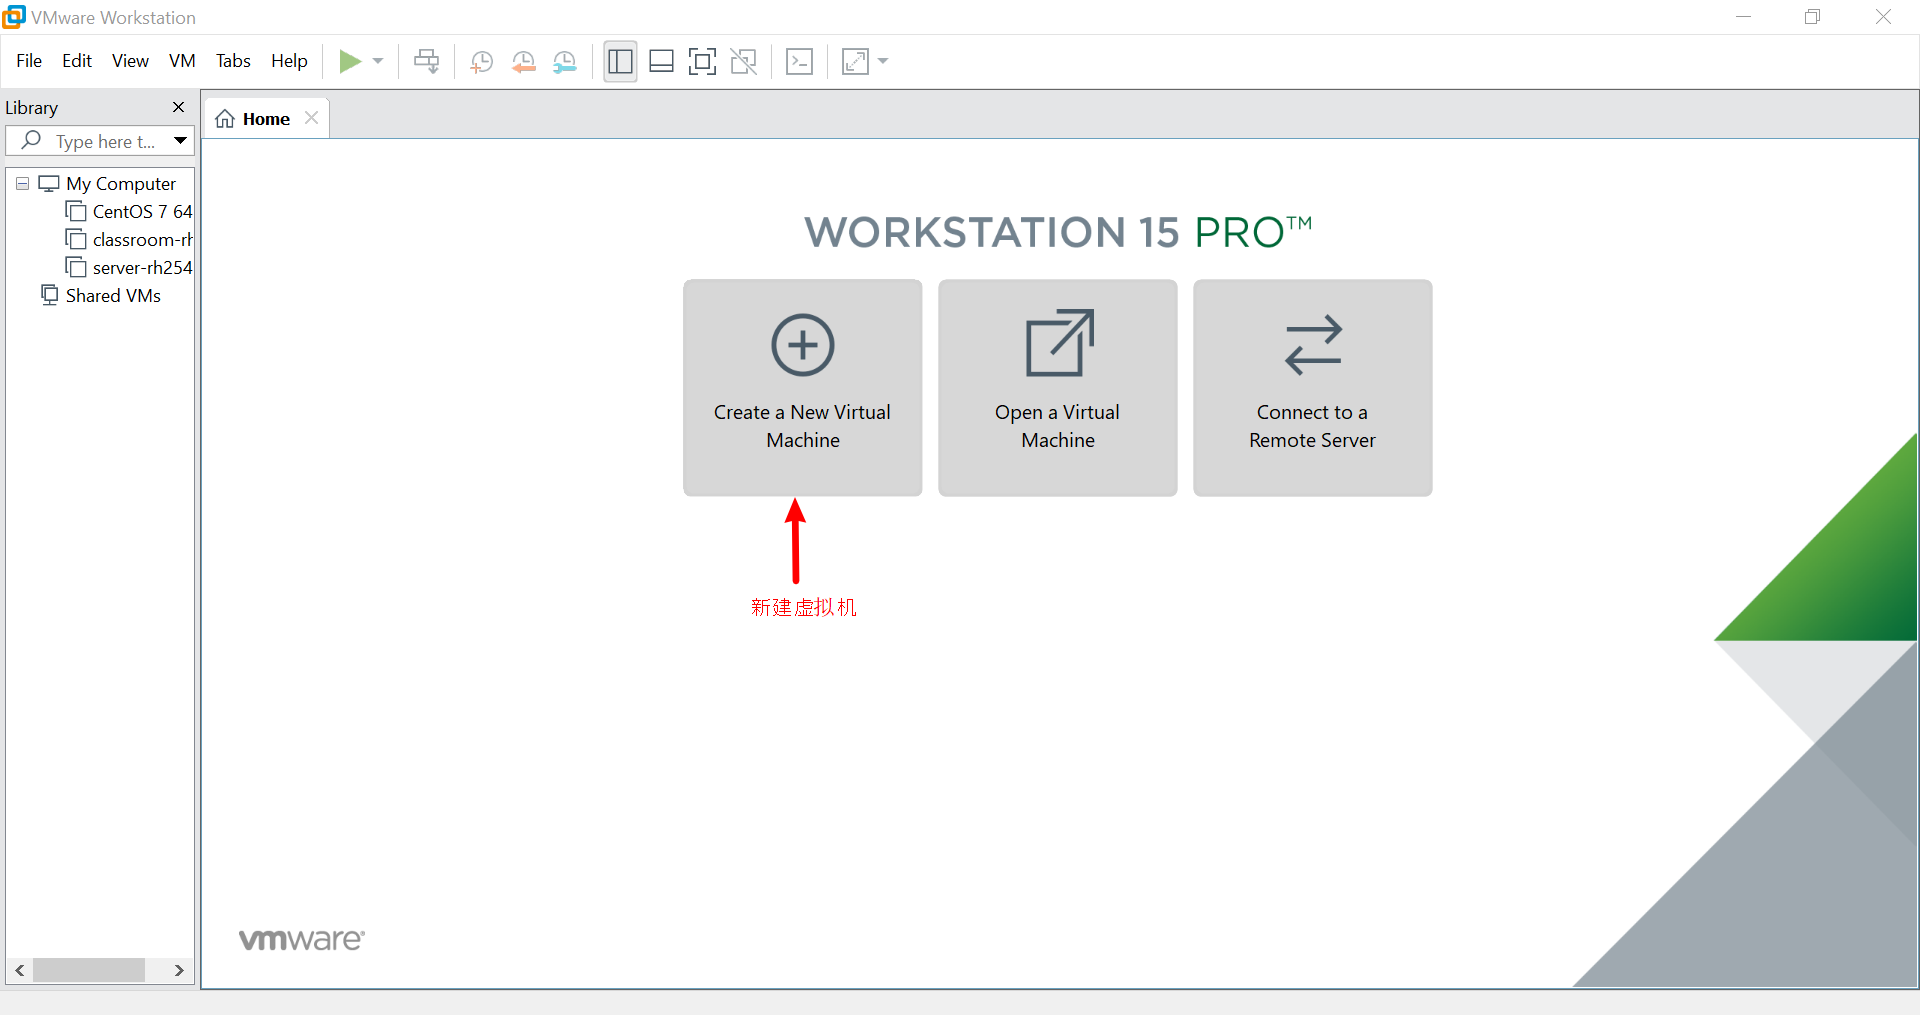 VMware Workstation
File Edit View VM Tabs Help
Library
Type here t...
My Computer
CentOS 7 64
classroom-rh
server-rh254
Shared VMs
Home
WORKSTATION 15 PRO™
Create a New Virtual
Machine
Open a Virtual
Machine
Connect to a
Remote Server
新建虚拟机
vmware®